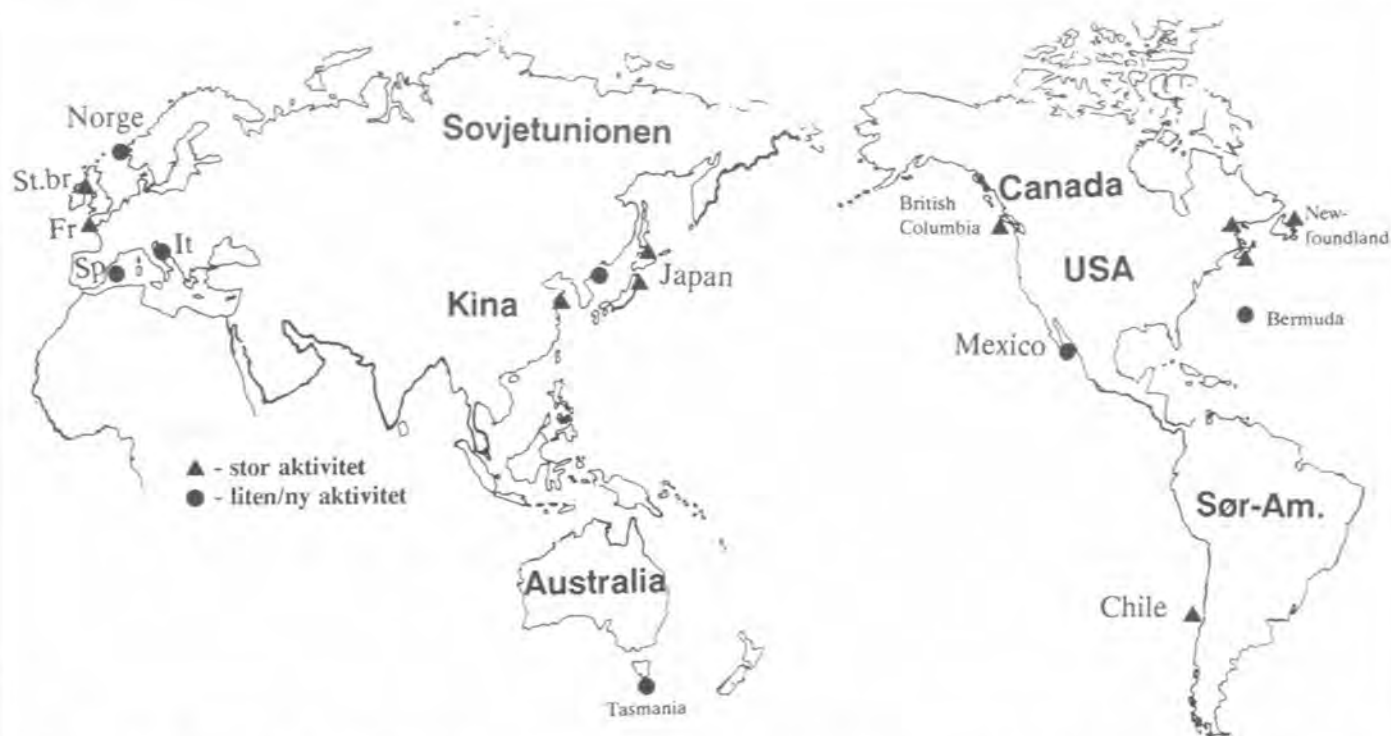 Norge
Sovjetunionen
St.br
Fr
It
Sp
Kina
Japan
Canada
British
Columbia
New-
foundland
USA
Bermuda
Mexico
▲ - stor aktivitet
● - liten/ny aktivitet
Sør-Am.
Australia
Chile
Tasmania